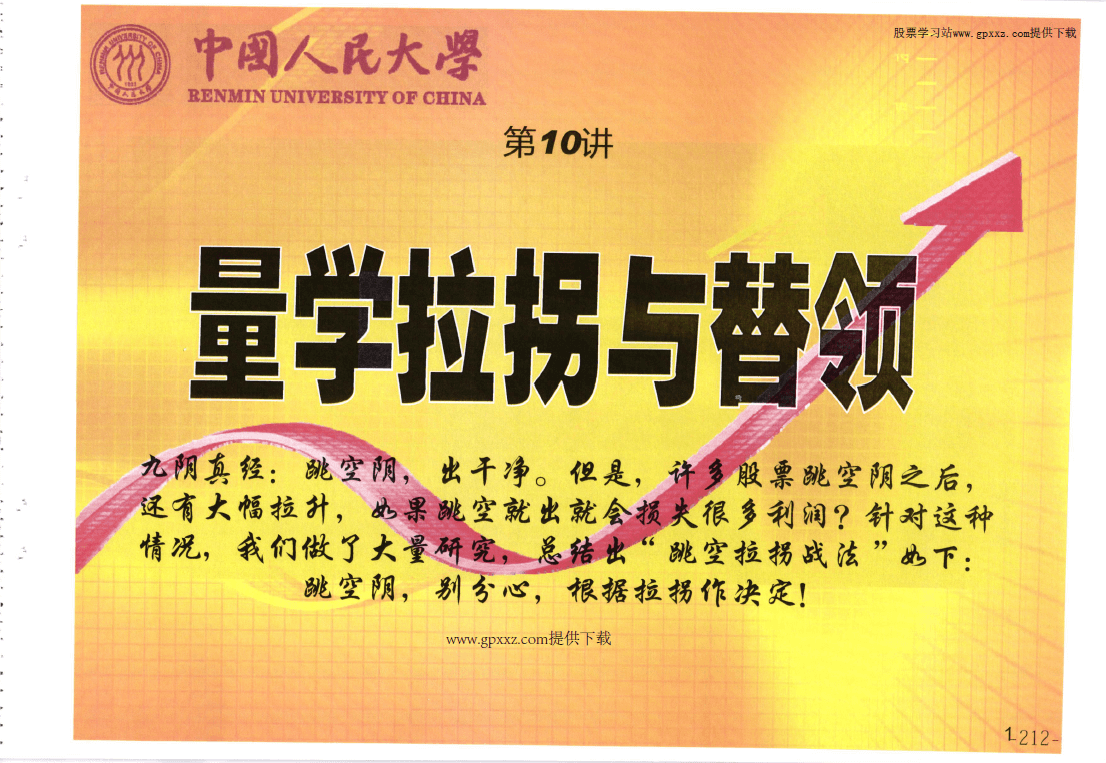 股票学习站www.gpxxz.com提供下载
中國人民大學
RENMIN UNIVERSITY OF CHINA
第10讲
量学拉拐与替领
九阴真经：跳空阴，出干净。但是，许多股票跳空阴之后，
还有大幅拉升，如果跳空就出就会损失很多利润？针对这种
情况，我们做了大量研究，总结出“跳空拉拐战法”如下：
跳空阴，别分心，根据拉拐作决定！
www.gpxxz.com提供下载
1
-212-